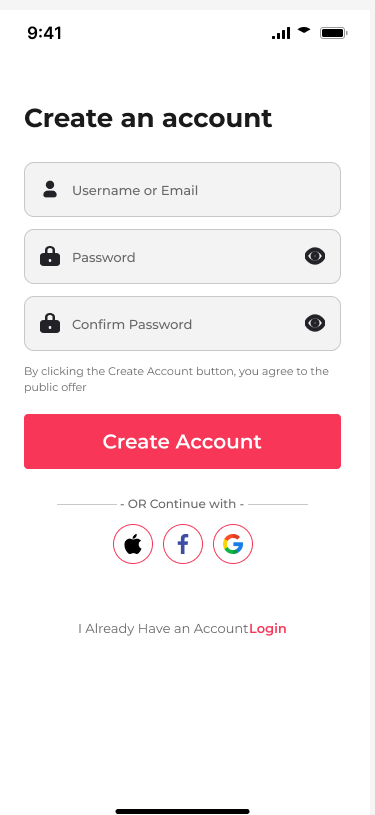 9:41
Create an account
Username or Email
Password
Confirm Password
By clicking the Create Account button, you agree to the
public offer
Create Account
- OR Continue with -
I Already Have an AccountLogin